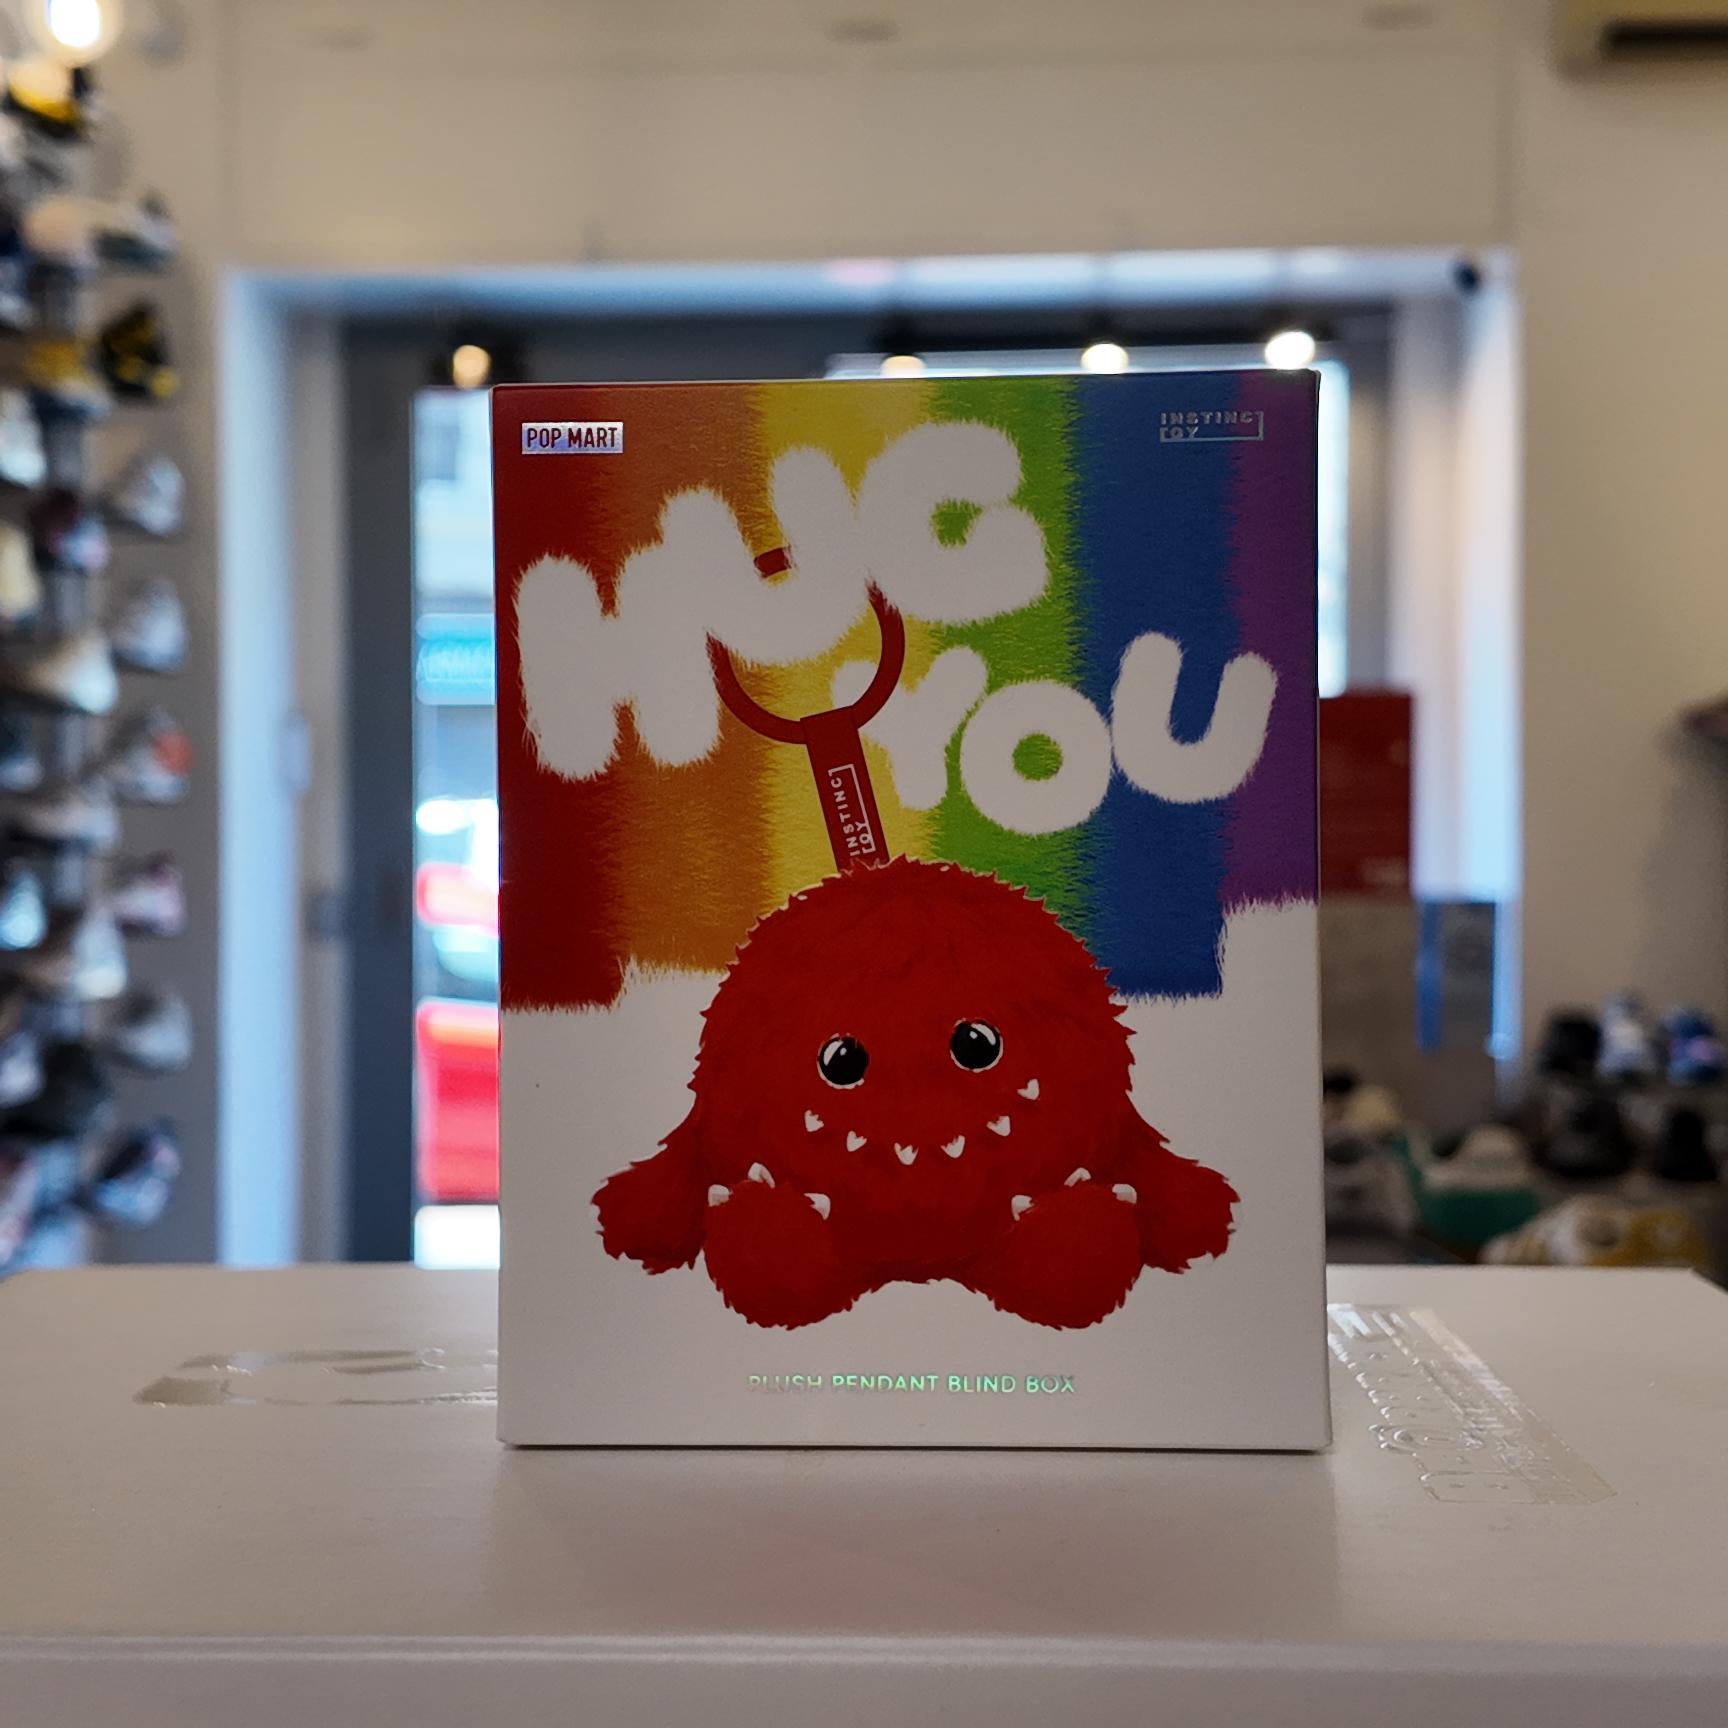 POP MART
INSTINC
TOY
HUG
YOU
INSTINC
TOY
PLUSH PENDANT BLIND BOX